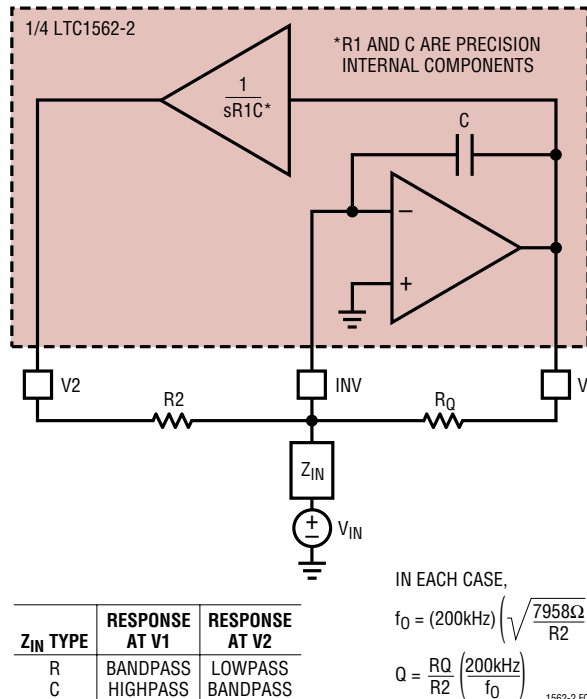 1/4 LTC1562-2
*R1 AND C ARE PRECISION
INTERNAL COMPONENTS
1
sR1C*
C
−
+
V2
INV
V
R2
RQ
ZIN
+
−
VIN
IN EACH CASE,
fO = (200kHz) (√ 7958Ω
R2
Q = RQ
R2
(200kHz
fO)
ZIN TYPE
RESPONSE
AT V1
RESPONSE
AT V2
R
BANDPASS
LOWPASS
C
HIGHPASS
BANDPASS